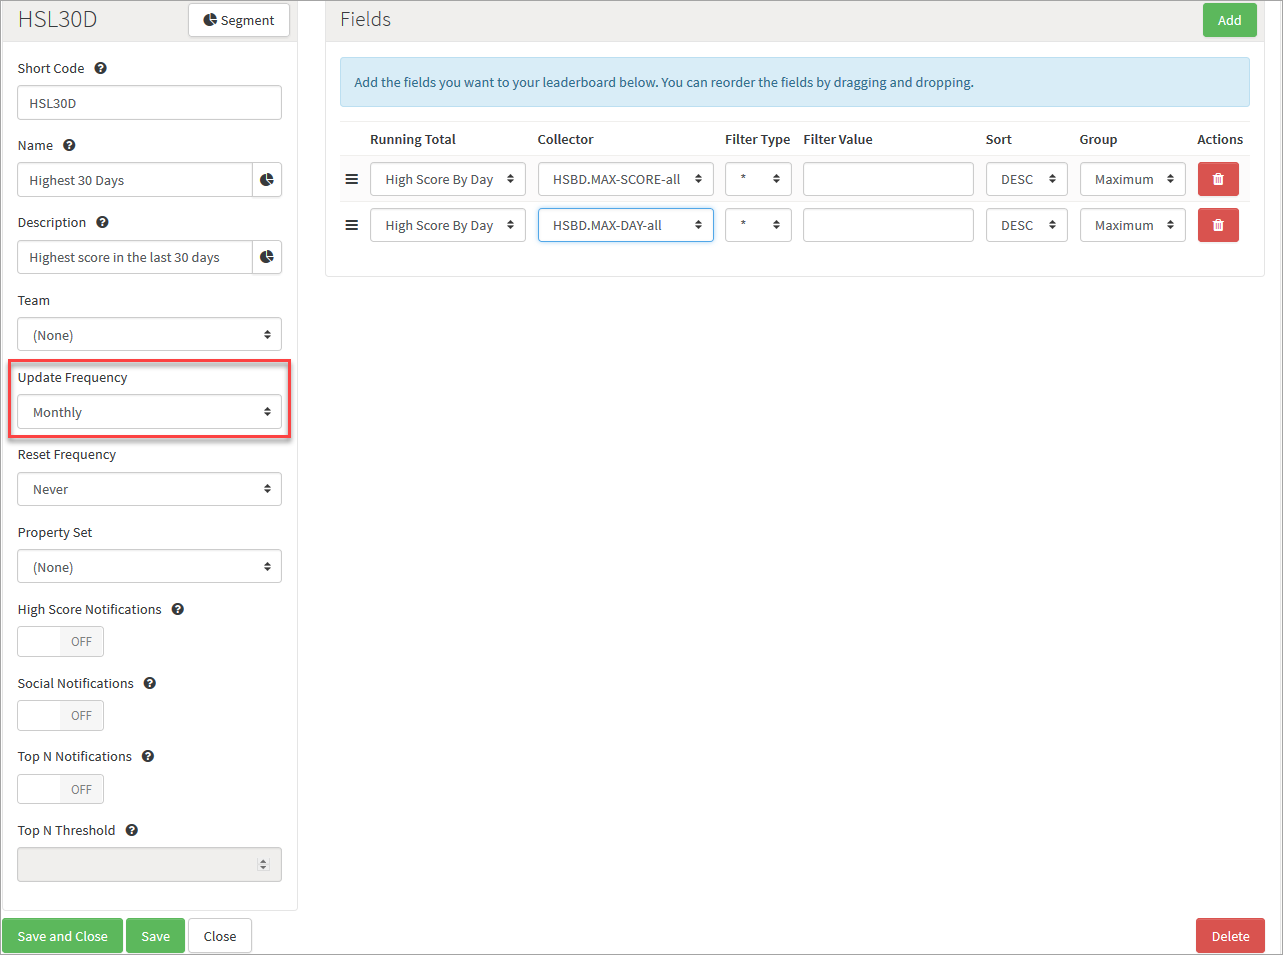 HSL30D
Segment
Short Code
HSL30D
Name
Highest 30 Days
Description
Highest score in the last 30 days
Team
(None)
Update Frequency
Monthly
Reset Frequency
Never
Property Set
(None)
High Score Notifications
OFF
Social Notifications
OFF
Top N Notifications
OFF
Top N Threshold
Save and Close Save Close
Fields
Add
Add the fields you want to your leaderboard below. You can reorder the fields by dragging and dropping.
Running Total Collector Filter Type Filter Value Sort Group Actions
High Score By Day HSBD.MAX-SCORE-all * DESC Maximum
High Score By Day HSBD.MAX-DAY-all * DESC Maximum
Delete